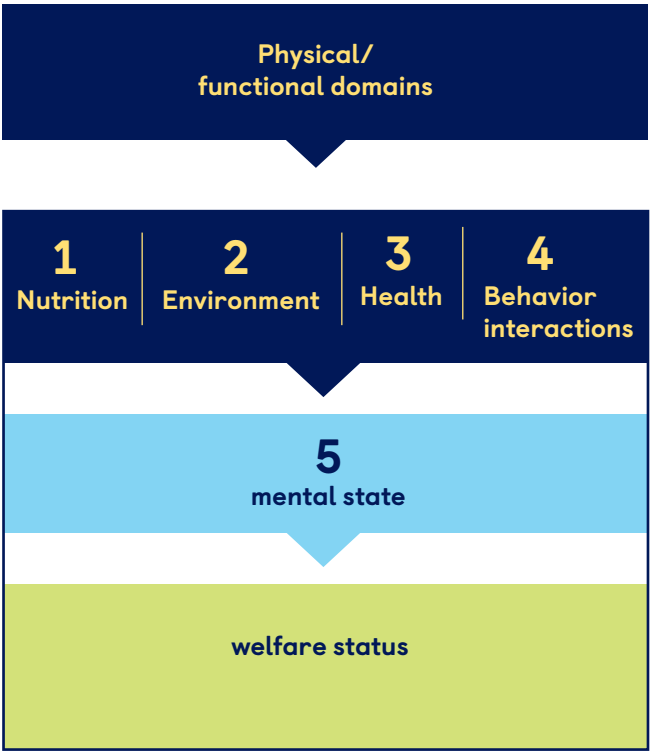 Physical/
functional domains
1
Nutrition
2
Environment
3
Health
4
Behavior
interactions
5
mental state
welfare status